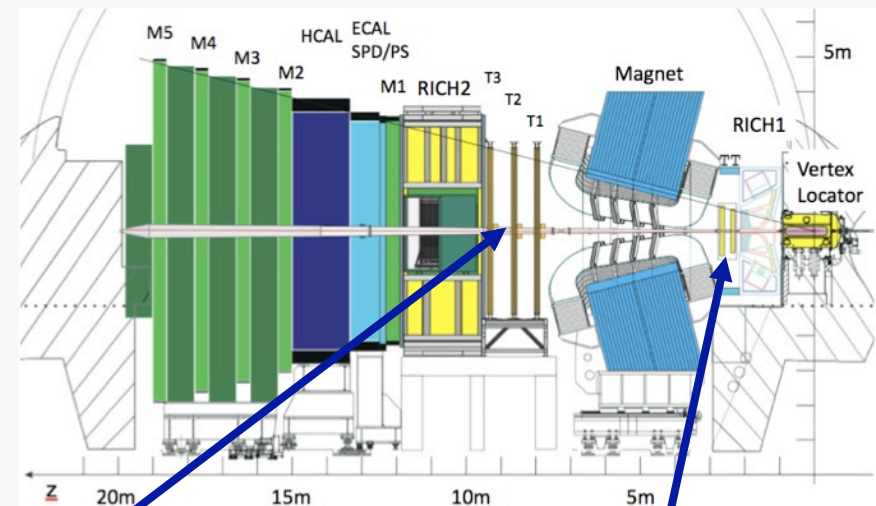 M5
M4
M3
M2
HCAL
ECAL
SPD/PS
M1
RICH2
T3
T2
T1
Magnet
RICH1
TT
Vertex
Locator
5m
z
20m
15m
10m
5m